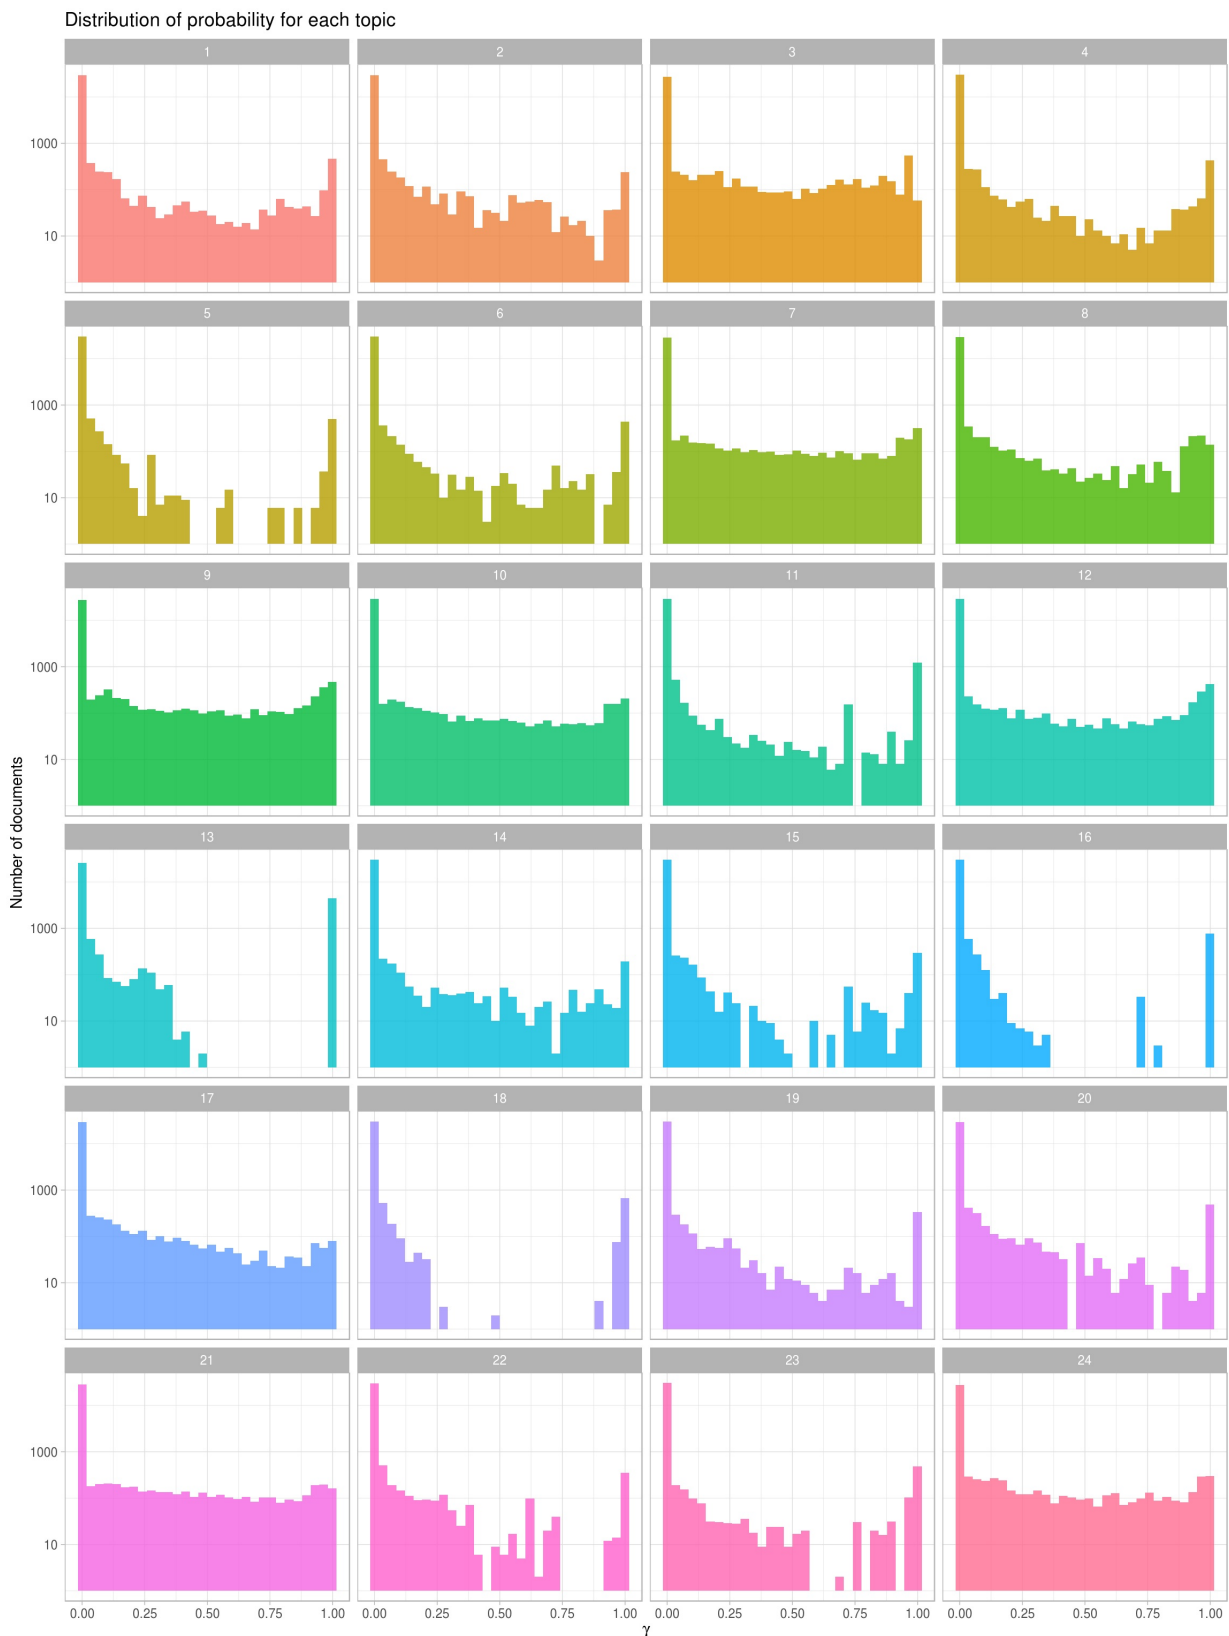 Distribution of probability for each topic
1 2 3 4
1000
10
5 6 7 8
1000
10
9 10 11 12
1000
10
13 14 15 16
1000
10
17 18 19 20
1000
10
21 22 23 24
1000
10
0.00 0.25 0.50 0.75 1.00 0.00 0.25 0.50 0.75 1.00 0.00 0.25 0.50 0.75 1.00 0.00 0.25 0.50 0.75 1.00
γ
Number of documents